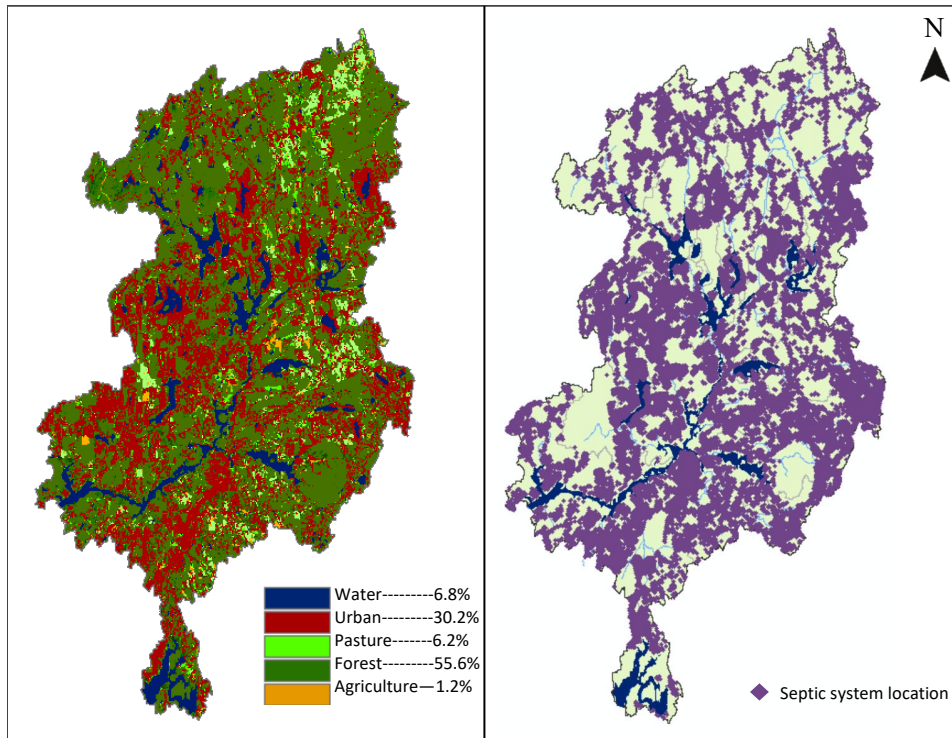 N
Water---------6.8%
Urban--------30.2%
Pasture-------6.2%
Forest---------55.6%
Agriculture—1.2%
Septic system location